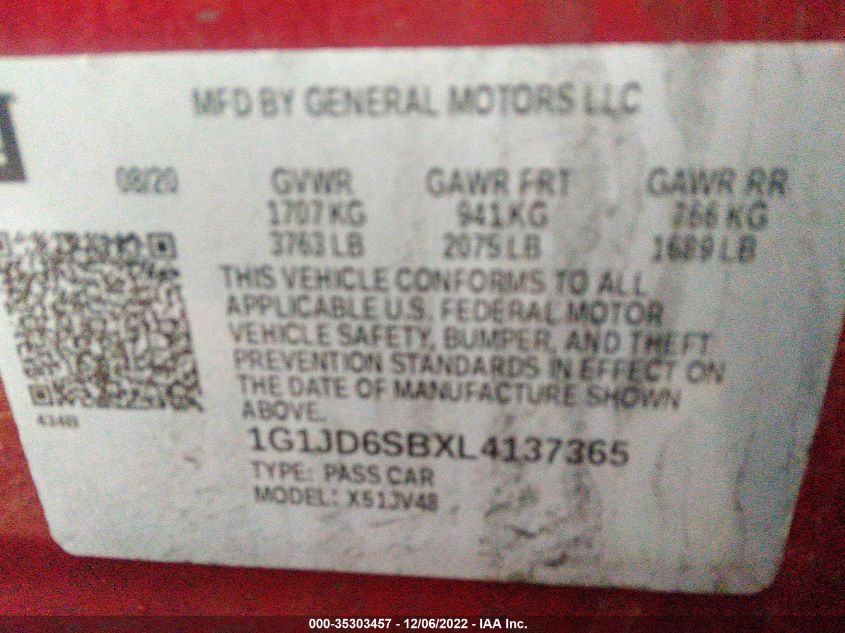 MFD BY GENERAL MOTORS LLC
08/20 GVWR GAWR FRT GAWR RR
1707 KG 941 KG 766 KG
3763 LB 2075 LB 1689 LB
THIS VEHICLE CONFORMS TO ALL
APPLICABLE U.S. FEDERAL MOTOR
VEHICLE SAFETY, BUMPER, AND THEFT
PREVENTION STANDARDS IN EFFECT ON
THE DATE OF MANUFACTURE SHOWN
ABOVE.
1G1JD6SBXL4137365
TYPE: PASS CAR
MODEL: X51JV48
000-35303457 - 12/06/2022 - IAA Inc.